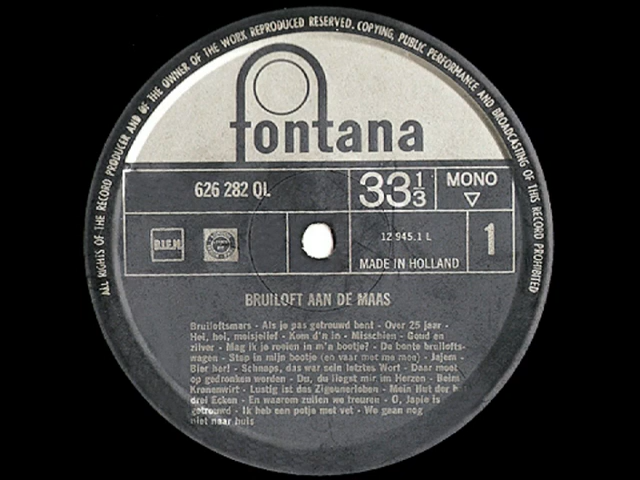 ALL RIGHTS OF THE RECORD PRODUCER AND OF THE OWNER OF THE WORK REPRODUCED RESERVED. COPYING, PUBLIC PERFORMANCE AND BROADCASTING OF THIS RECORD PROHIBITED
fontana
626 282 QL
33 1/3
MONO
B.I.E.M.
12 945.1 L
1
MADE IN HOLLAND
BRUILOFT AAN DE MAAS
Bruiloftsmars - Als je pas getrouwd bent - Over 25 jaar -
Hei, hoi, meisjelief - Kom d'n in - Misschien - Goud en
zilver - Mag ik je roeien in m'n bootje? - De bonte bruilofts-
wagen - Stap in mijn bootje (en vaar met me mee) - Jajem -
Bier her! - Schnaps, das war sein letztes Wort - Daar moet
op gedronken worden - Du, du liegst mir im Herzen - Beim
Kronenwirt - Lustig ist das Zigeunerleben - Mein Hut der h
drei Ecken - En waarom zullen we treuren - O, Japie is
getrouwd - Ik heb een potje met vet - We gaan nog
niet naar huis